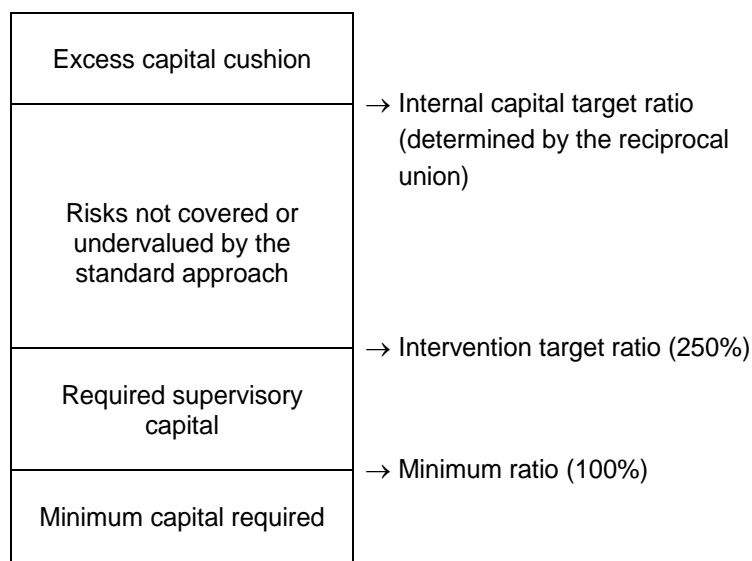 Excess capital cushion
→ Internal capital target ratio
(determined by the reciprocal
union)
Risks not covered or
undervalued by the
standard approach
→ Intervention target ratio (250%)
Required supervisory
capital
→ Minimum ratio (100%)
Minimum capital required